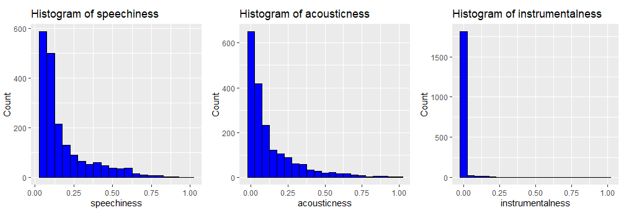 Histogram of speechiness
600
400
200
0
Count
0.00 0.25 0.50 0.75 1.00
speechiness
Histogram of acousticness
600
400
200
0
Count
0.00 0.25 0.50 0.75 1.00
acousticness
Histogram of instrumentalness
1500
1000
500
0
Count
0.00 0.25 0.50 0.75 1.00
instrumentalness